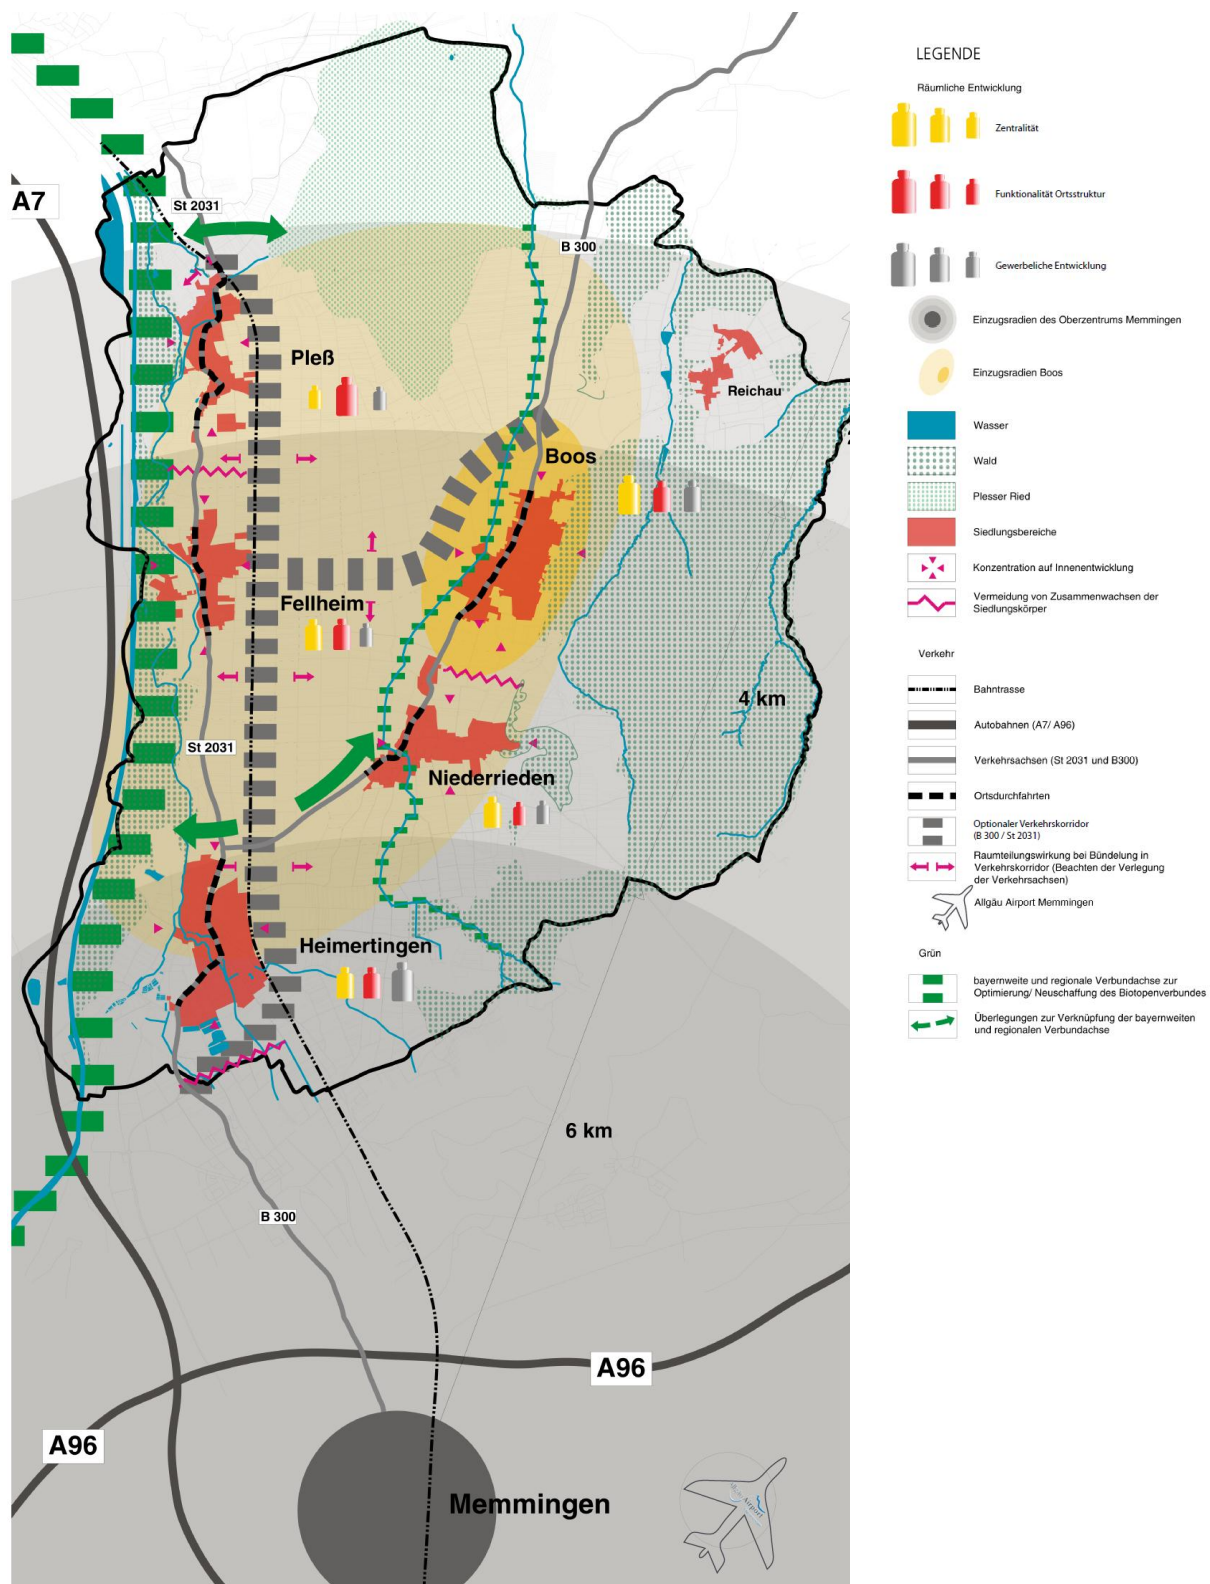 A7
St 2031
B 300
Pleß
Reichau
Boos
Fellheim
4 km
St 2031
Niederrieden
Heimertingen
6 km
B 300
A96
A96
Memmingen
Airport
LEGENDE
Räumliche Entwicklung
Zentralität
Funktionalität Ortsstruktur
Gewerbeliche Entwicklung
Einzugsradien des Oberzentrums Memmingen
Einzugsradien Boos
Wasser
Wald
Plesser Ried
Siedlungsbereiche
Konzentration auf Innenentwicklung
Vermeidung von Zusammenwachsen der
Siedlungskörper
Verkehr
Bahntrasse
Autobahnen (A7/ A96)
Verkehrsachsen (St 2031 und B300)
Ortsdurchfahrten
Optionaler Verkehrskorridor
(B 300 / St 2031)
Raumteilungswirkung bei Bündelung in
Verkehrskorridor (Beachten der Verlegung
der Verkehrsachsen)
Allgäu Airport Memmingen
Grün
bayernweite und regionale Verbundachse zur
Optimierung/ Neuschaffung des Biotopenverbundes
Überlegungen zur Verknüpfung der bayernweiten
und regionalen Verbundachse